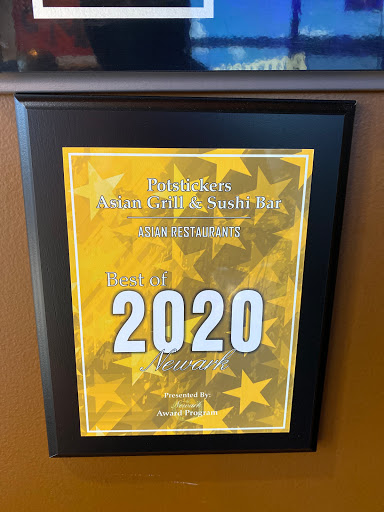 Potstickers
Asian Grill & Sushi Bar
ASIAN RESTAURANTS
Best of
2020
Newark
Presented By:
Newark
Award Program